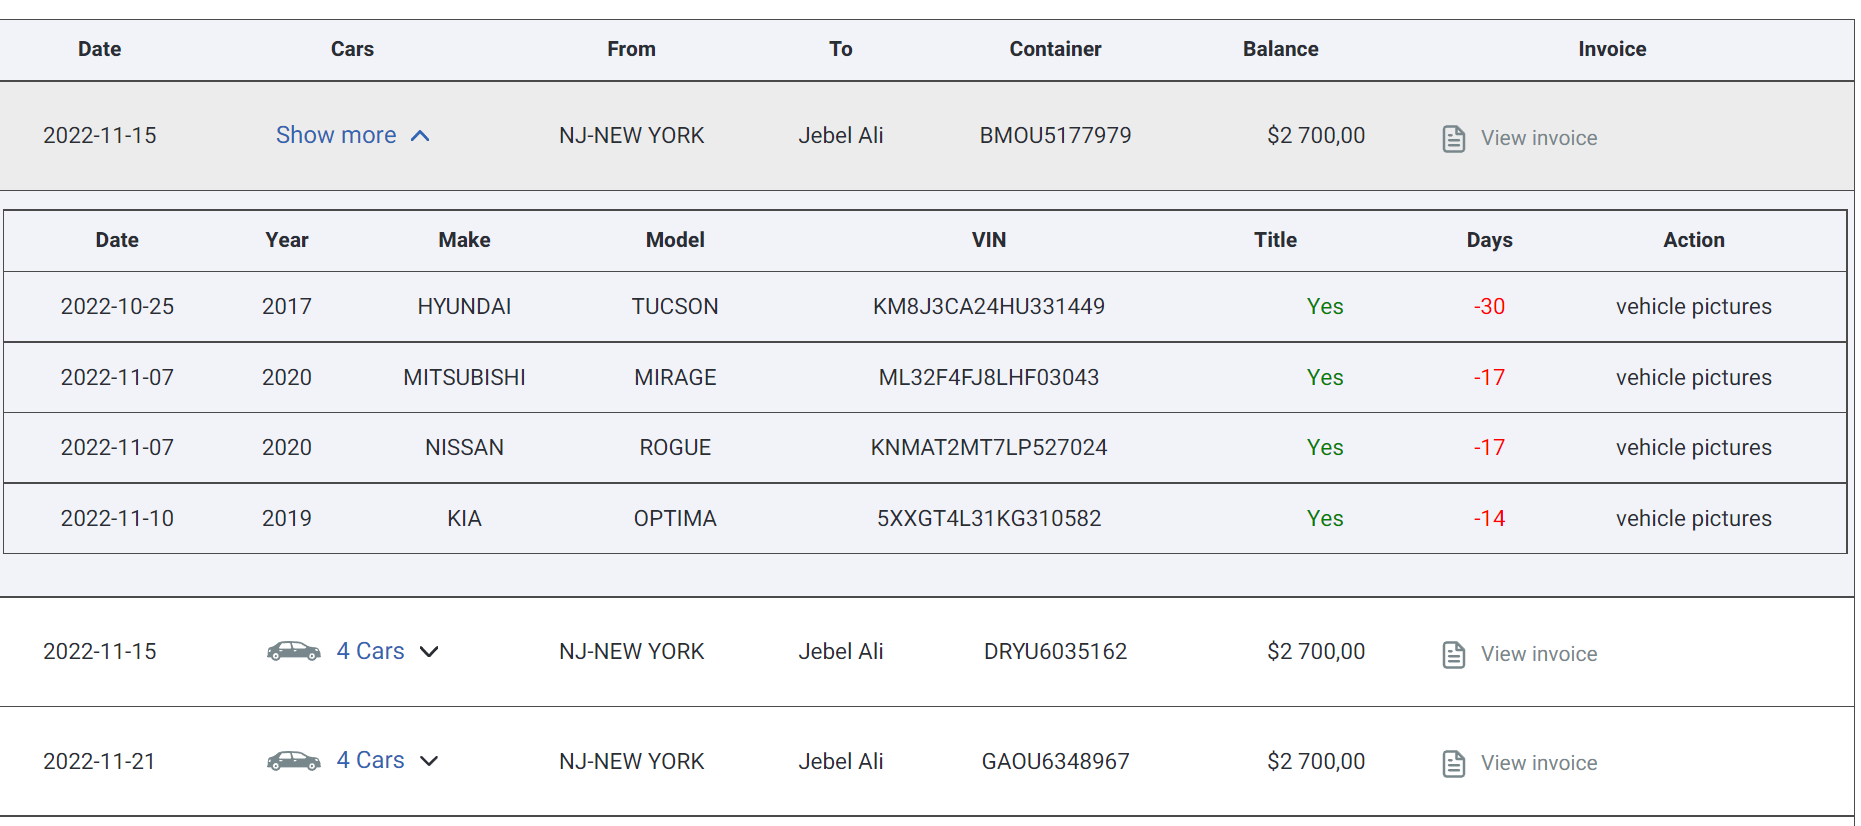 Date Cars From To Container Balance Invoice
2022-11-15 Show more NJ-NEW YORK Jebel Ali BMOU5177979 $2 700,00 View invoice
Date Year Make Model VIN Title Days Action
2022-10-25 2017 HYUNDAI TUCSON KM8J3CA24HU331449 Yes -30 vehicle pictures
2022-11-07 2020 MITSUBISHI MIRAGE ML32F4FJ8LHF03043 Yes -17 vehicle pictures
2022-11-07 2020 NISSAN ROGUE KNMAT2MT7LP527024 Yes -17 vehicle pictures
2022-11-10 2019 KIA OPTIMA 5XXGT4L31KG310582 Yes -14 vehicle pictures
2022-11-15 4 Cars NJ-NEW YORK Jebel Ali DRYU6035162 $2 700,00 View invoice
2022-11-21 4 Cars NJ-NEW YORK Jebel Ali GAOU6348967 $2 700,00 View invoice